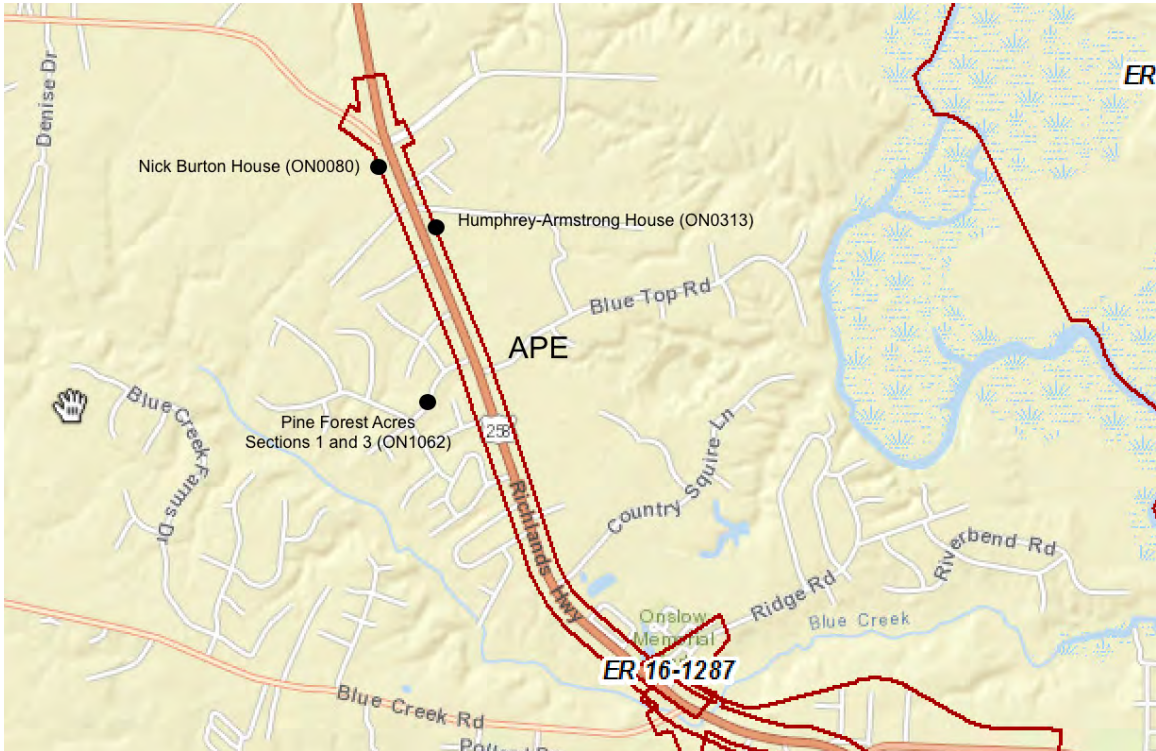 Denise Dr
ER
Nick Burton House (ON0080)
Humphrey-Armstrong House (ON0313)
Blue Top Rd
APE
Blue Creek Farms Dr
Pine Forest Acres
Sections 1 and 3 (ON1062)
258
Country Squire Ln
Richlands Hwy
Riverbend Rd
Ridge Rd
Blue Creek
Onslow
Memorial
ER 16-1287
Blue Creek Rd